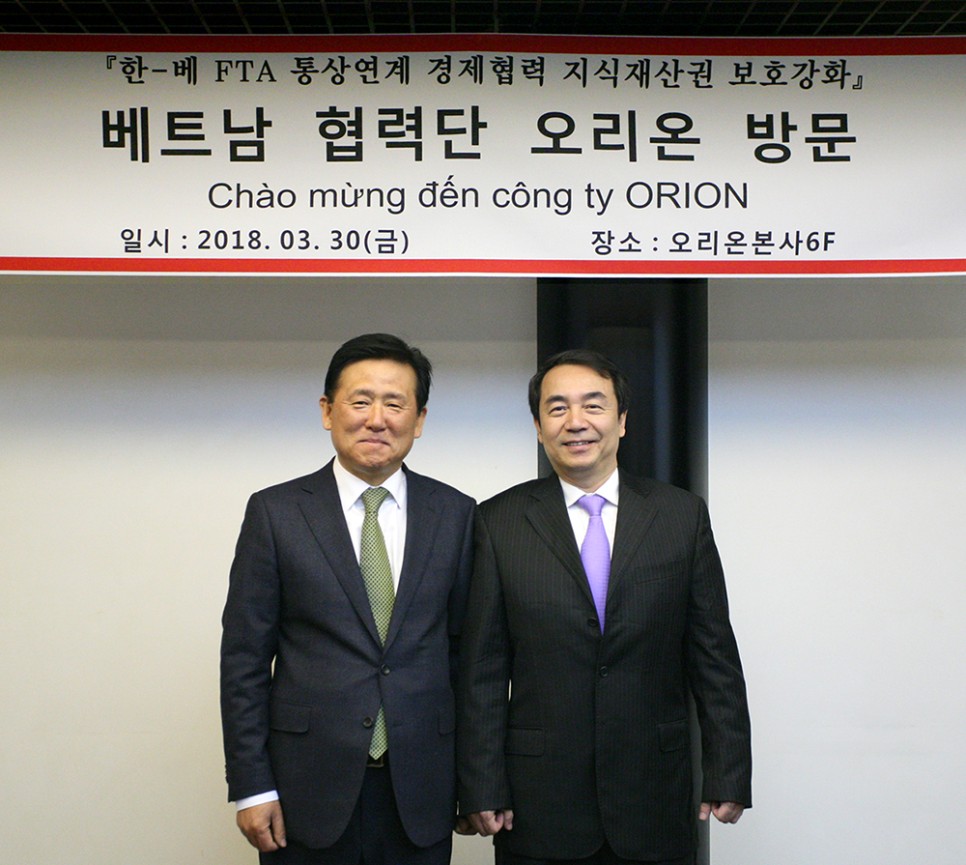 『한-베 FTA 통상연계 경제협력 지식재산권 보호강화』
베트남 협력단 오리온 방문
Chào mừng đến công ty ORION
일시 : 2018. 03. 30(금) 장소 : 오리온본사6F